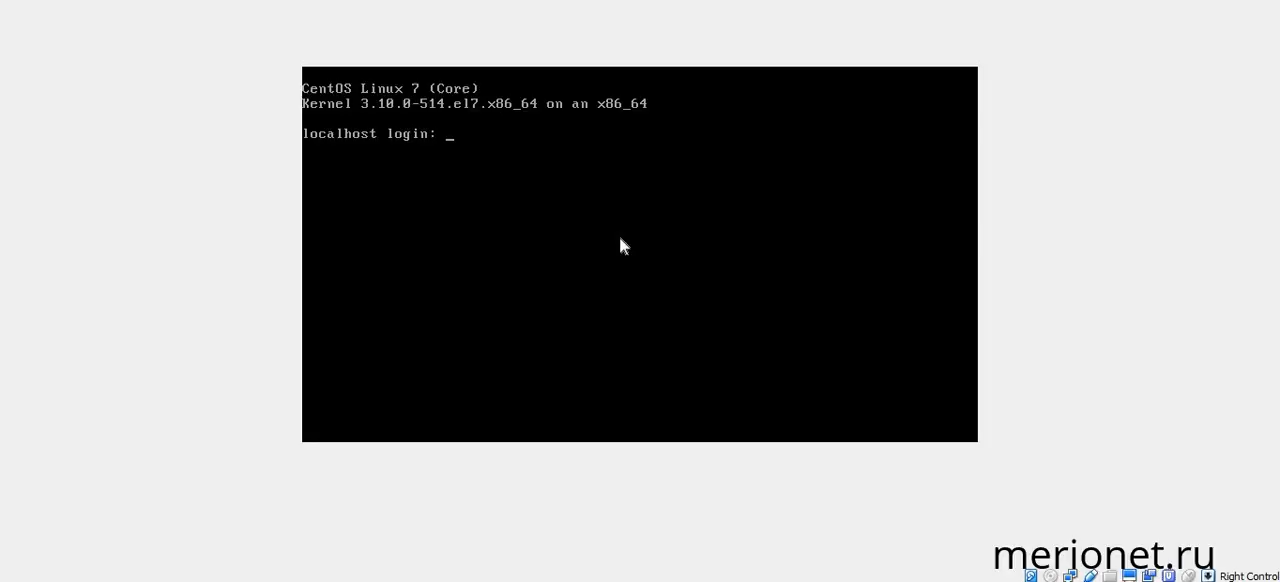 CentOS Linux 7 (Core)
Kernel 3.10.0-514.el7.x86_64 on an x86_64
localhost login: _
merionet.ru
Right Control